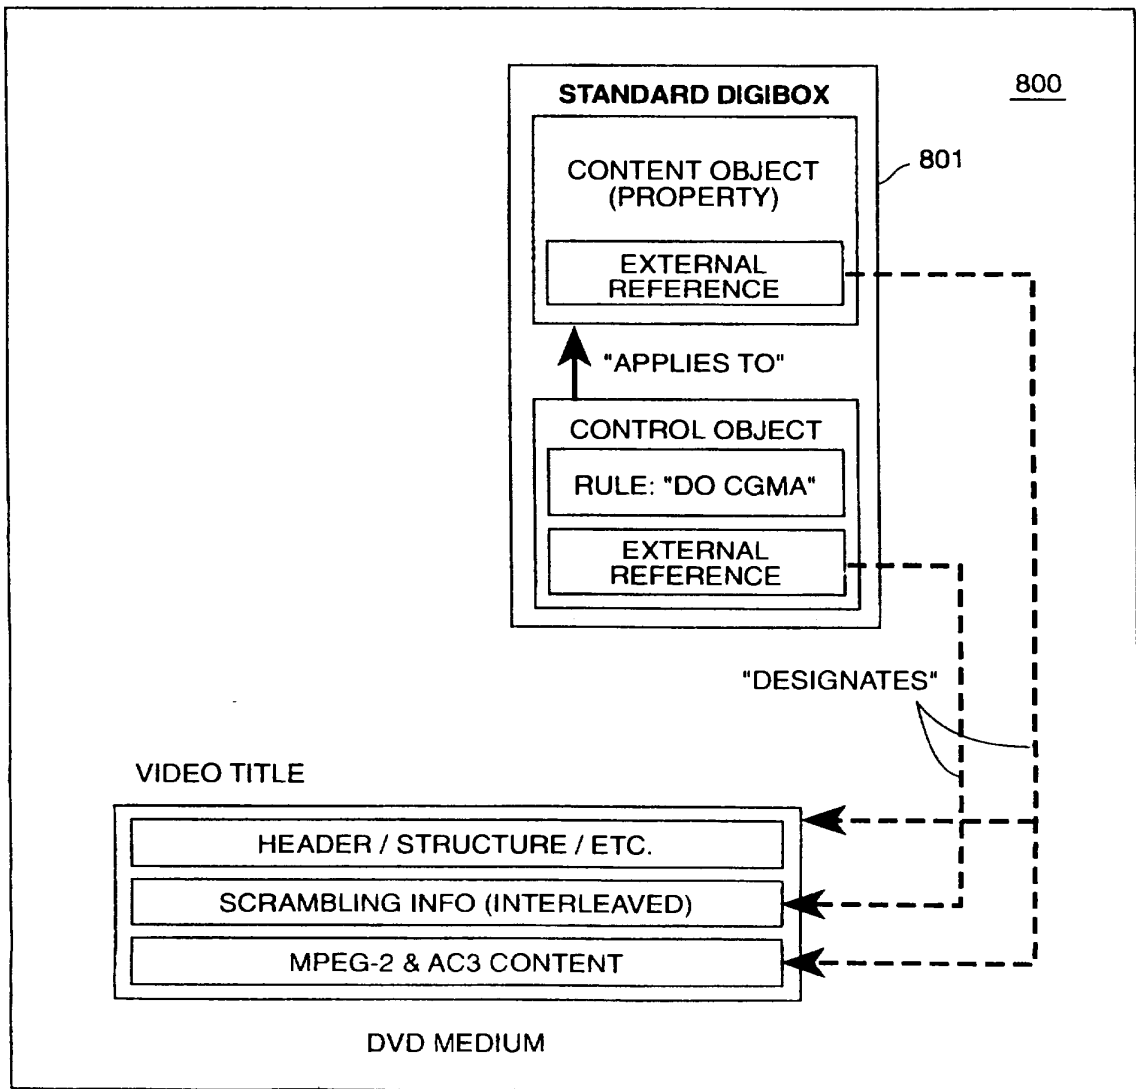 800
STANDARD DIGIBOX
801
CONTENT OBJECT
(PROPERTY)
EXTERNAL
REFERENCE
"APPLIES TO"
CONTROL OBJECT
RULE: "DO CGMA"
EXTERNAL
REFERENCE
"DESIGNATES"
VIDEO TITLE
HEADER / STRUCTURE / ETC.
SCRAMBLING INFO (INTERLEAVED)
MPEG-2 & AC3 CONTENT
DVD MEDIUM